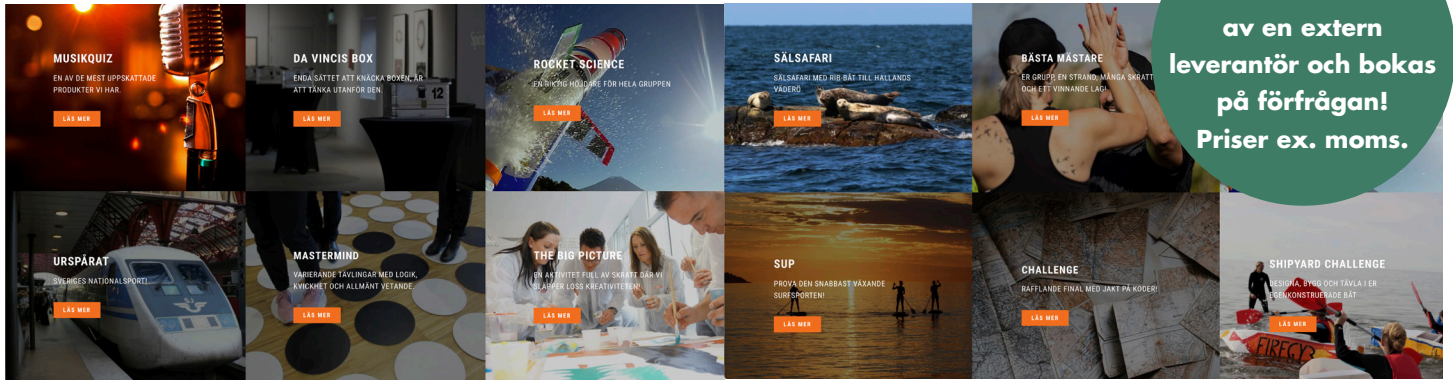 MUSIKQUIZ
EN AV DE MEST UPPSKATTADE
PRODUKTER VI HAR.
LÄS MER
DA VINCIS BOX
ENDA SÄTTET ATT KNÄCKA BOXEN, ÄR
ATT TÄNKA UTANFÖR DEN.
LÄS MER
12
ROCKET SCIENCE
EN RIKTIG HÖJDARE FÖR HELA GRUPPEN
LÄS MER
SÄLSAFARI
SÄLSAFARI MED RIB-BÅT TILL HALLANDS
VÄDERÖ
LÄS MER
BÄSTA MÄSTARE
ER GRUPP, EN STRAND, MÅNGA SKRATT
OCH ETT VINNANDE LAG!
LÄS MER
av en extern
leverantör och bokas
på förfrågan!
Priser ex. moms.
URSPÅRAT
SVERIGES NATIONALSPORT!
LÄS MER
MASTERMIND
VARIERANDE TÄVLINGAR MED LOGIK,
KVICKHET OCH ALLMÄNT VETANDE.
LÄS MER
THE BIG PICTURE
EN AKTIVITET FULL AV SKRATT DÄR VI
SLÄPPER LOSS KREATIVITETEN!
LÄS MER
SUP
PROVA DEN SNABBAST VÄXANDE
SURFSPORTEN!
LÄS MER
CHALLENGE
RAFFLANDE FINAL MED JAKT PÅ KODER!
LÄS MER
SHIPYARD CHALLENGE
DESIGNA, BYGG OCH TÄVLA I ER
EGENKONSTRUERADE BÅT
LÄS MER